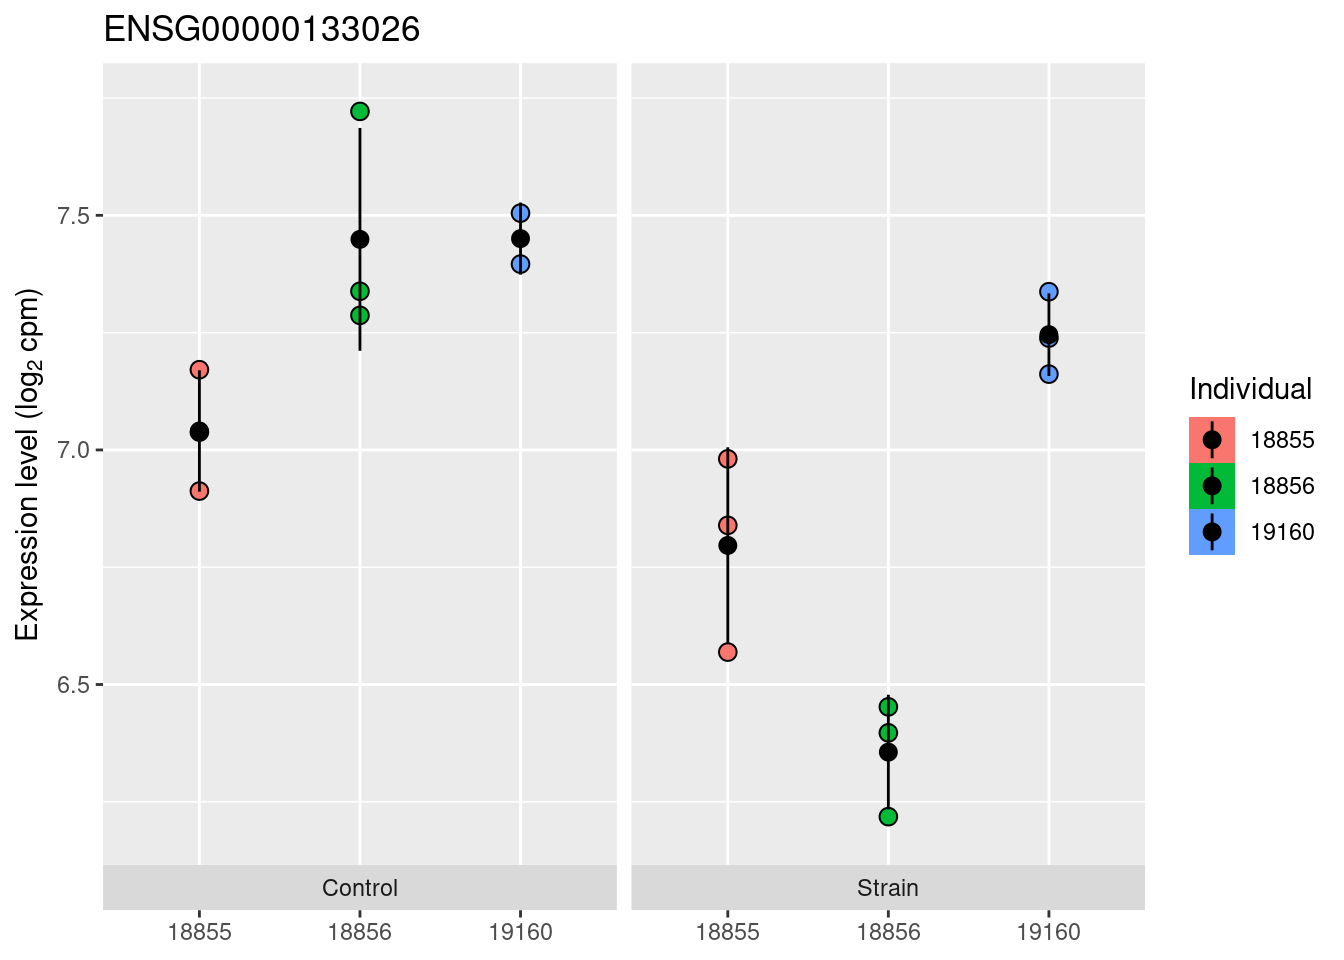 ENSG00000133026
Expression level (log₂ cpm)
7.5
7.0
6.5
Control
Strain
18855
18856
19160
18855
18856
19160
Individual
18855
18856
19160